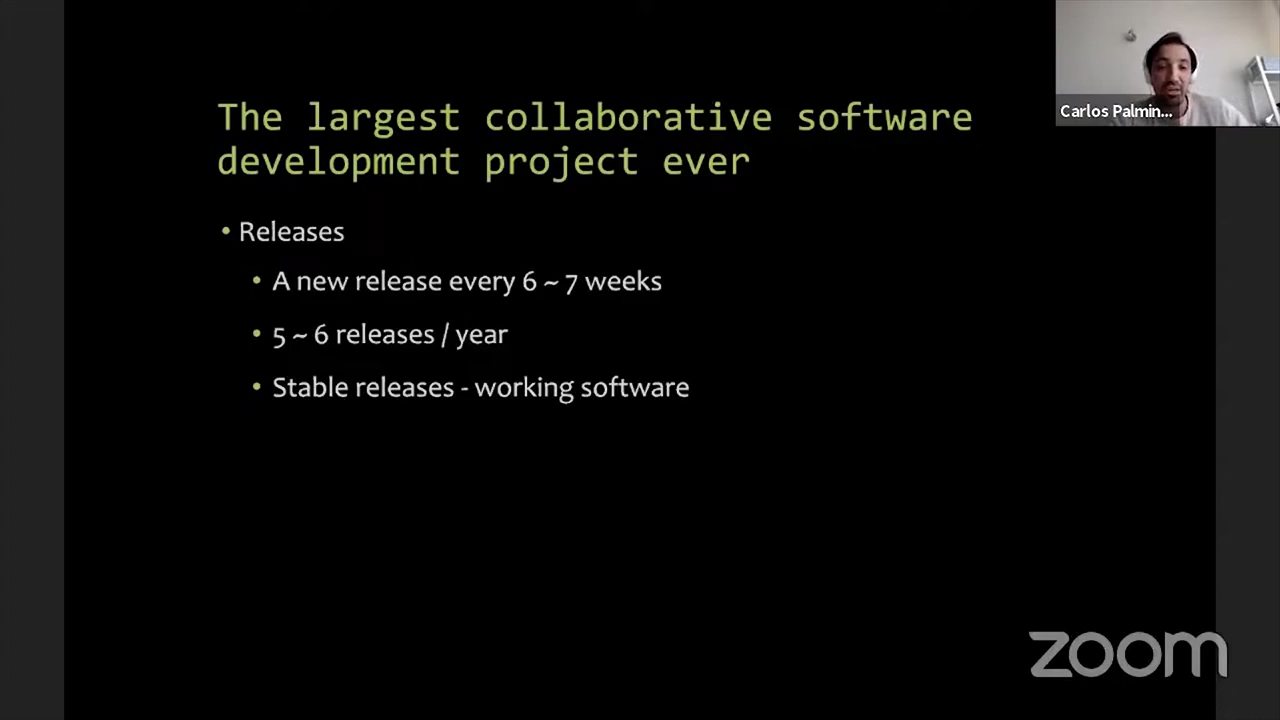 Carlos Palmin...
The largest collaborative software
development project ever
• Releases
• A new release every 6 ~ 7 weeks
• 5 ~ 6 releases / year
• Stable releases - working software
zoom